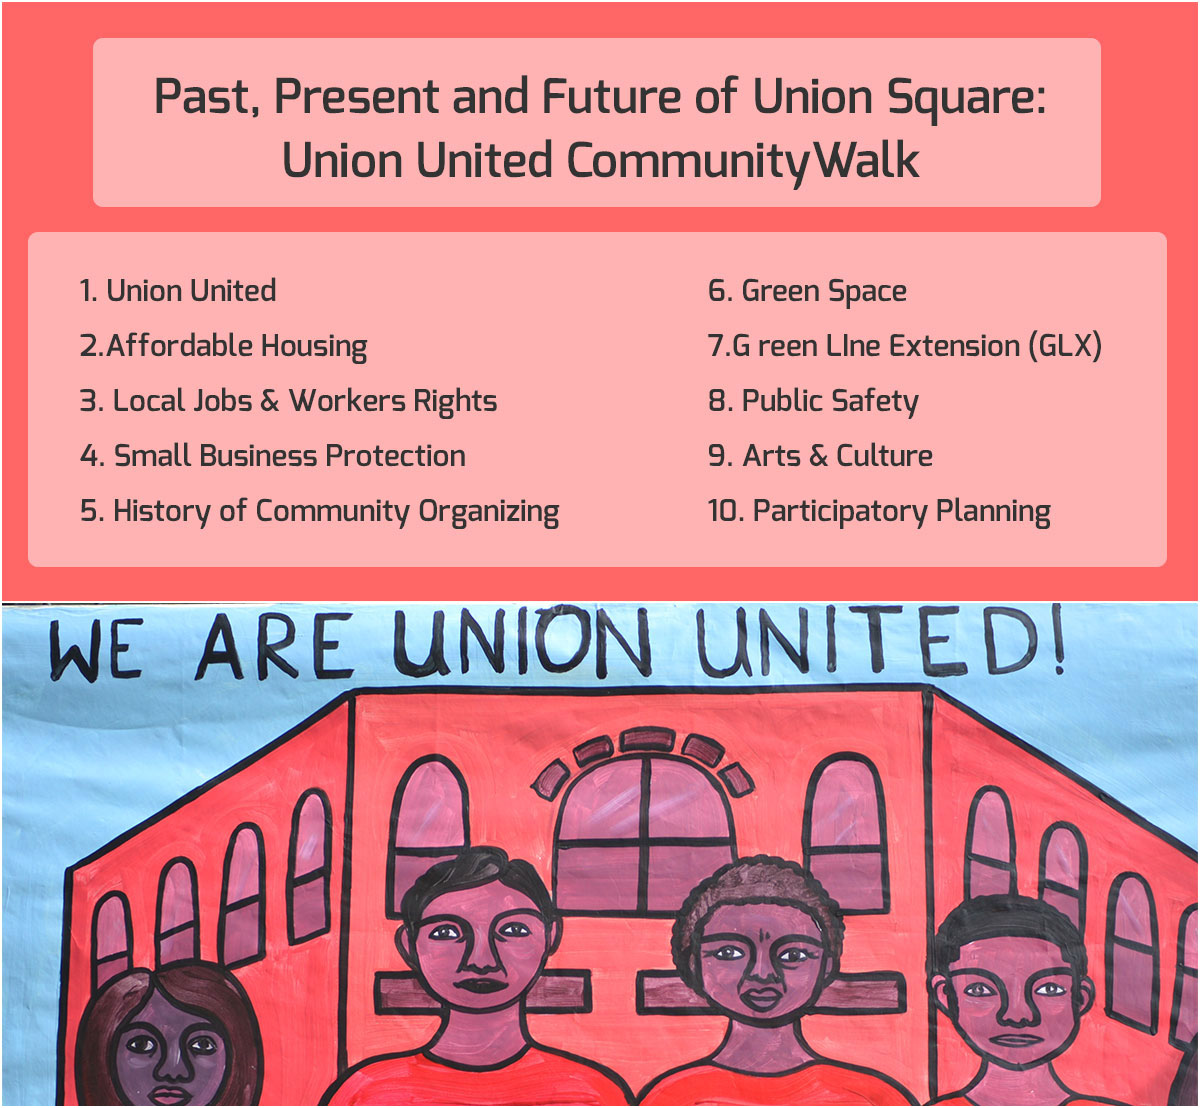 Past, Present and Future of Union Square:
Union United CommunityWalk
1. Union United
2.Affordable Housing
3. Local Jobs & Workers Rights
4. Small Business Protection
5. History of Community Organizing
6. Green Space
7.G reen LIne Extension (GLX)
8. Public Safety
9. Arts & Culture
10. Participatory Planning
WE ARE UNION UNITED!